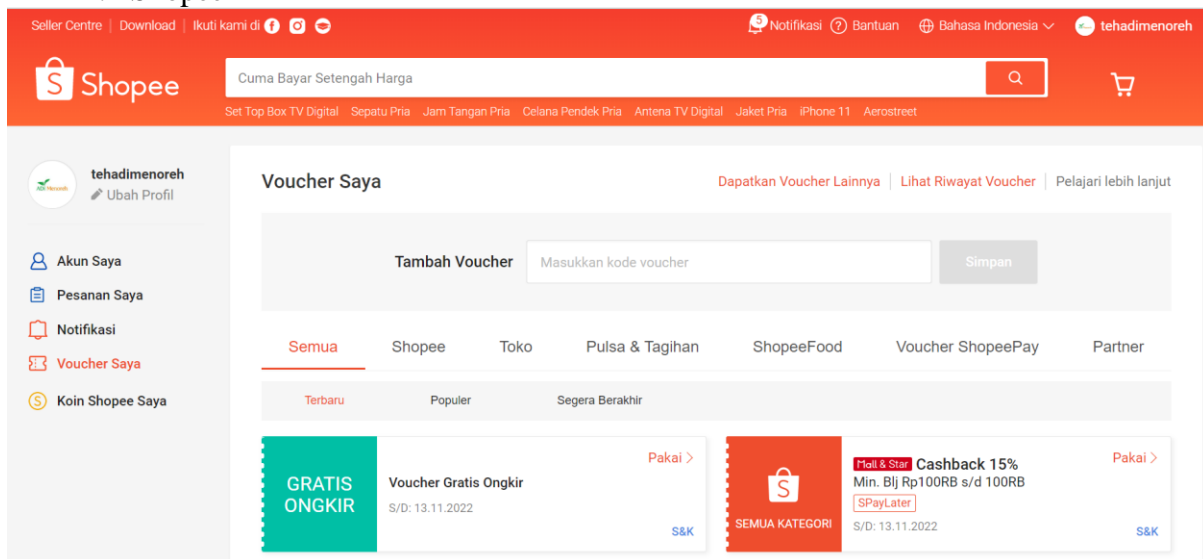 Shopee
Seller Centre | Download | Ikuti kami di
5 Notifikasi Bantuan Bahasa Indonesia tehadimenoreh
Shopee
Cuma Bayar Setengah Harga
Set Top Box TV Digital Sepatu Pria Jam Tangan Pria Celana Pendek Pria Antena TV Digital Jaket Pria iPhone 11 Aerostreet
tehadimenoreh
Ubah Profil
Akun Saya
Pesanan Saya
Notifikasi
Voucher Saya
Koin Shopee Saya
Voucher Saya
Dapatkan Voucher Lainnya | Lihat Riwayat Voucher | Pelajari lebih lanjut
Tambah Voucher Masukkan kode voucher Simpan
Semua Shopee Toko Pulsa & Tagihan ShopeeFood Voucher ShopeePay Partner
Terbaru Populer Segera Berakhir
GRATIS
ONGKIR
Pakai >
Voucher Gratis Ongkir
S/D: 13.11.2022
S&K
SEMUA KATEGORI
Pakai >
Mall & Star Cashback 15%
Min. Blj Rp100RB s/d 100RB
SPayLater
S/D: 13.11.2022
S&K